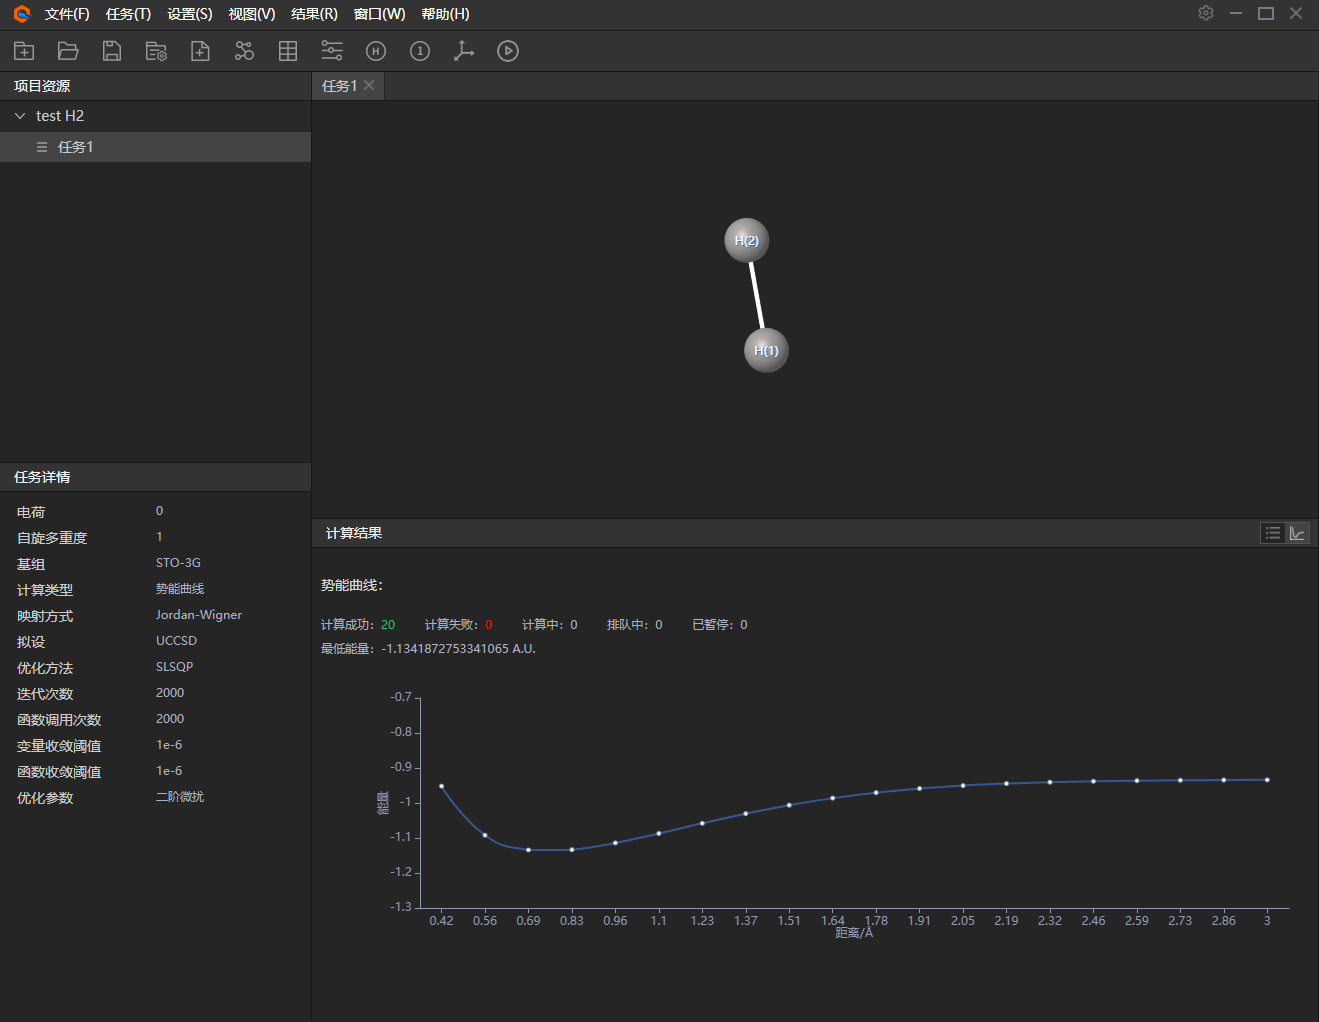 文件(F) 任务(T) 设置(S) 视图(V) 结果(R) 窗口(W) 帮助(H)
H 1
项目资源
任务1
test H2
任务1
H(2)
H(1)
任务详情
电荷 0
自旋多重度 1
基组 STO-3G
计算类型 势能曲线
映射方式 Jordan-Wigner
拟设 UCCSD
优化方法 SLSQP
迭代次数 2000
函数调用次数 2000
变量收敛阈值 1e-6
函数收敛阈值 1e-6
优化参数 二阶微扰
计算结果
势能曲线：
计算成功：20 计算失败：0 计算中：0 排队中：0 已暂停：0
最低能量：-1.1341872753341065 A.U.
-0.7
-0.8
-0.9
-1
-1.1
-1.2
-1.3
能量
0.42 0.56 0.69 0.83 0.96 1.1 1.23 1.37 1.51 1.64 1.78 1.91 2.05 2.19 2.32 2.46 2.59 2.73 2.86 3
距离/Å